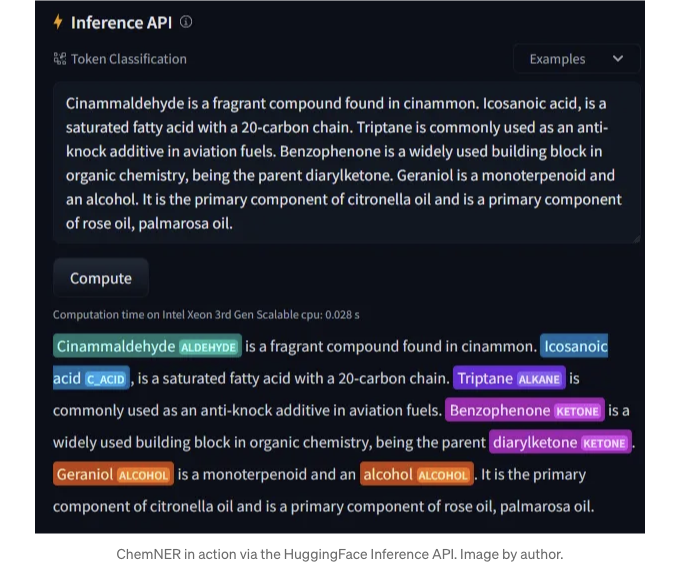 Inference API
Token Classification
Examples
Cinammaldehyde is a fragrant compound found in cinammon. Icosanoic acid, is a
saturated fatty acid with a 20-carbon chain. Triptane is commonly used as an anti-
knock additive in aviation fuels. Benzophenone is a widely used building block in
organic chemistry, being the parent diarylketone. Geraniol is a monoterpenoid and
an alcohol. It is the primary component of citronella oil and is a primary component
of rose oil, palmarosa oil.
Compute
Computation time on Intel Xeon 3rd Gen Scalable cpu: 0.028 s
Cinammaldehyde ALDEHYDE is a fragrant compound found in cinammon. Icosanoic
acid C_ACID , is a saturated fatty acid with a 20-carbon chain. Triptane ALKANE is
commonly used as an anti-knock additive in aviation fuels. Benzophenone KETONE is a
widely used building block in organic chemistry, being the parent diarylketone KETONE .
Geraniol ALCOHOL is a monoterpenoid and an alcohol ALCOHOL . It is the primary
component of citronella oil and is a primary component of rose oil, palmarosa oil.
ChemNER in action via the HuggingFace Inference API. Image by author.